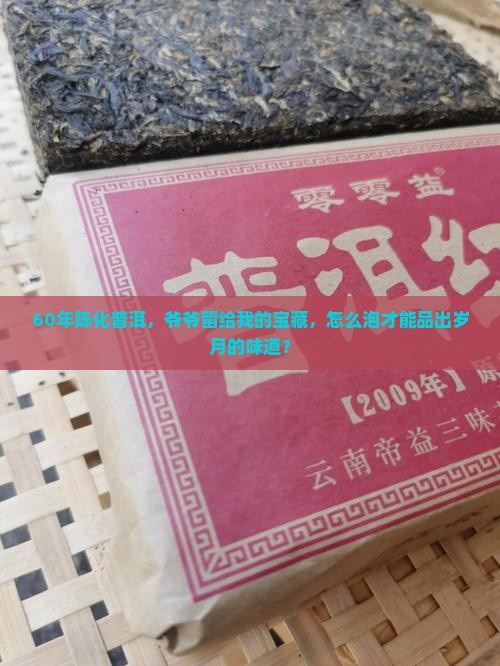 零零益®
普洱红
60年陈化普洱，爷爷留给我的宝藏，怎么泡才能品出岁
月的味道？
【2009年】原
云南帝益三味